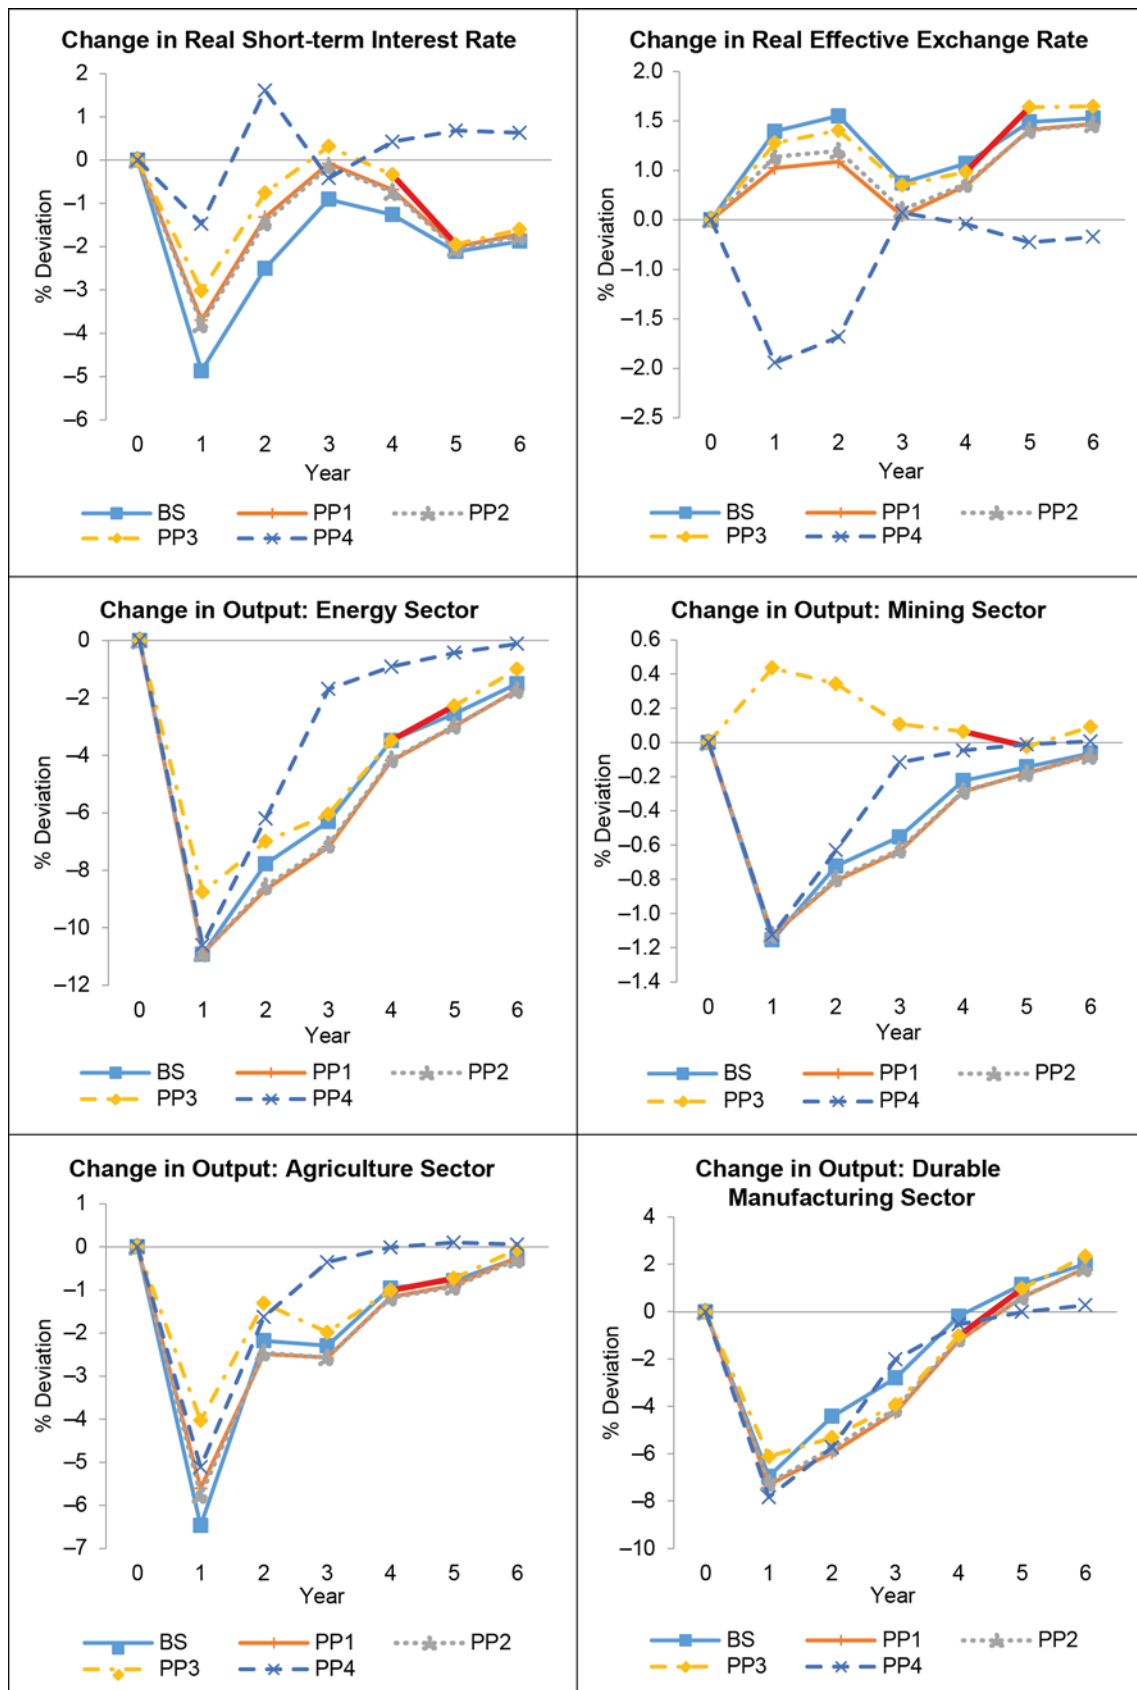 Change in Real Short-term Interest Rate
2
1
0
–1
–2
–3
–4
–5
–6
% Deviation
0 1 2 3 4 5 6
Year
BS PP1 PP2
PP3 PP4
Change in Real Effective Exchange Rate
2.0
1.5
1.0
0.0
–1.0
–1.5
–2.0
–2.5
% Deviation
0 1 2 3 4 5 6
Year
BS PP1 PP2
PP3 PP4
Change in Output: Energy Sector
0
–2
–4
–6
–8
–10
–12
% Deviation
0 1 2 3 4 5 6
Year
BS PP1 PP2
PP3 PP4
Change in Output: Mining Sector
0.6
0.4
0.2
0.0
–0.2
–0.4
–0.6
–0.8
–1.0
–1.2
–1.4
% Deviation
0 1 2 3 4 5 6
Year
BS PP1 PP2
PP3 PP4
Change in Output: Agriculture Sector
1
0
–1
–2
–3
–4
–5
–6
–7
% Deviation
0 1 2 3 4 5 6
Year
BS PP1 PP2
PP3 PP4
Change in Output: Durable
Manufacturing Sector
4
2
0
–2
–4
–6
–8
–10
% Deviation
0 1 2 3 4 5 6
Year
BS PP1 PP2
PP3 PP4